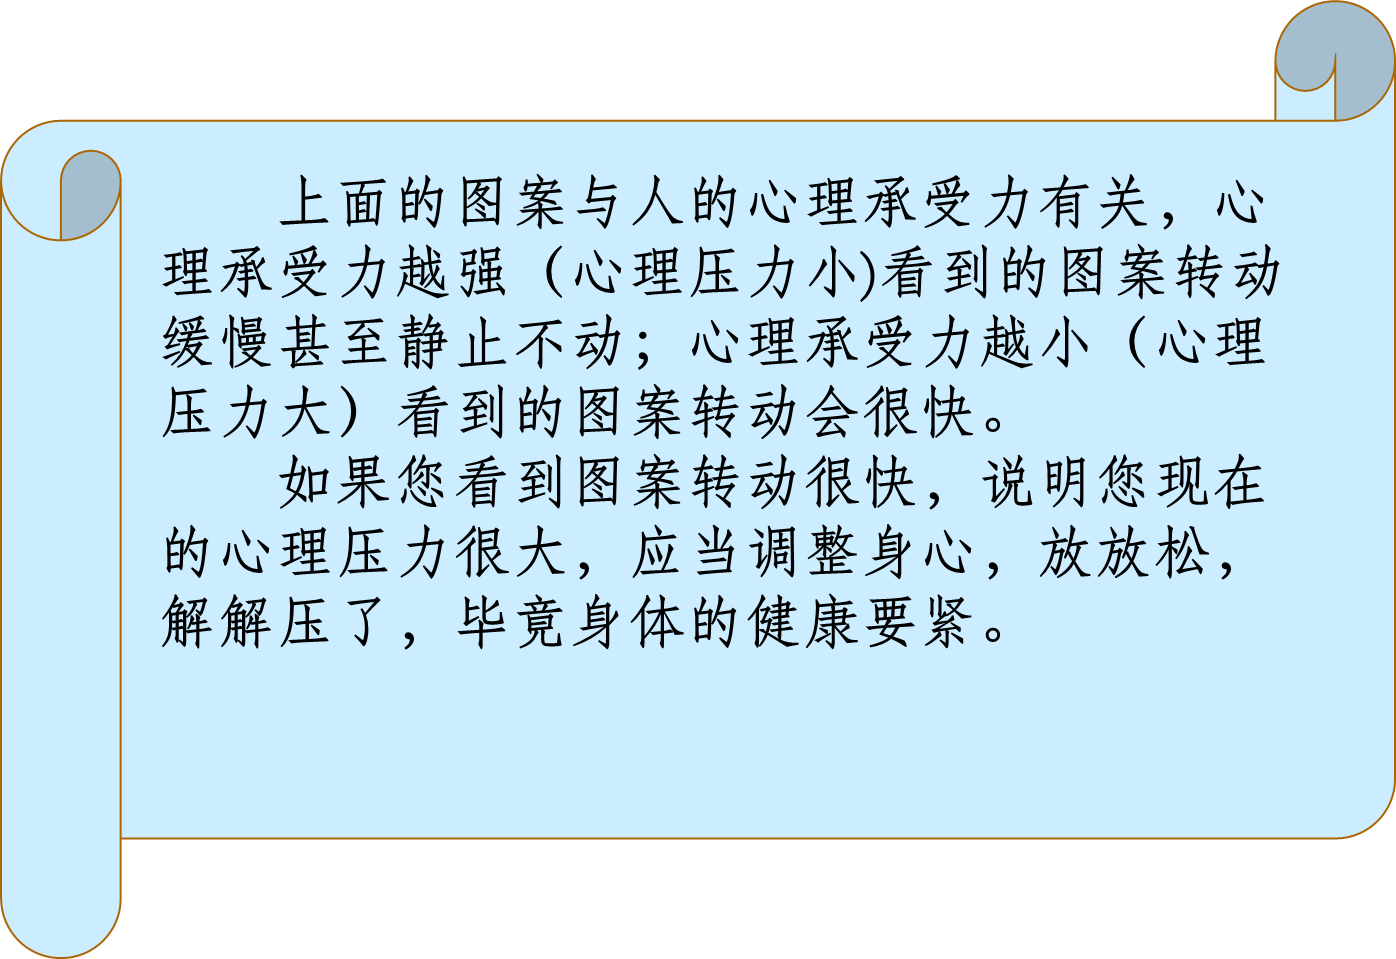 上面的图案与人的心理承受力有关，心
理承受力越强（心理压力小)看到的图案转动
缓慢甚至静止不动；心理承受力越小（心理
压力大）看到的图案转动会很快。
如果您看到图案转动很快，说明您现在
的心理压力很大，应当调整身心，放放松，
解解压了，毕竟身体的健康要紧。